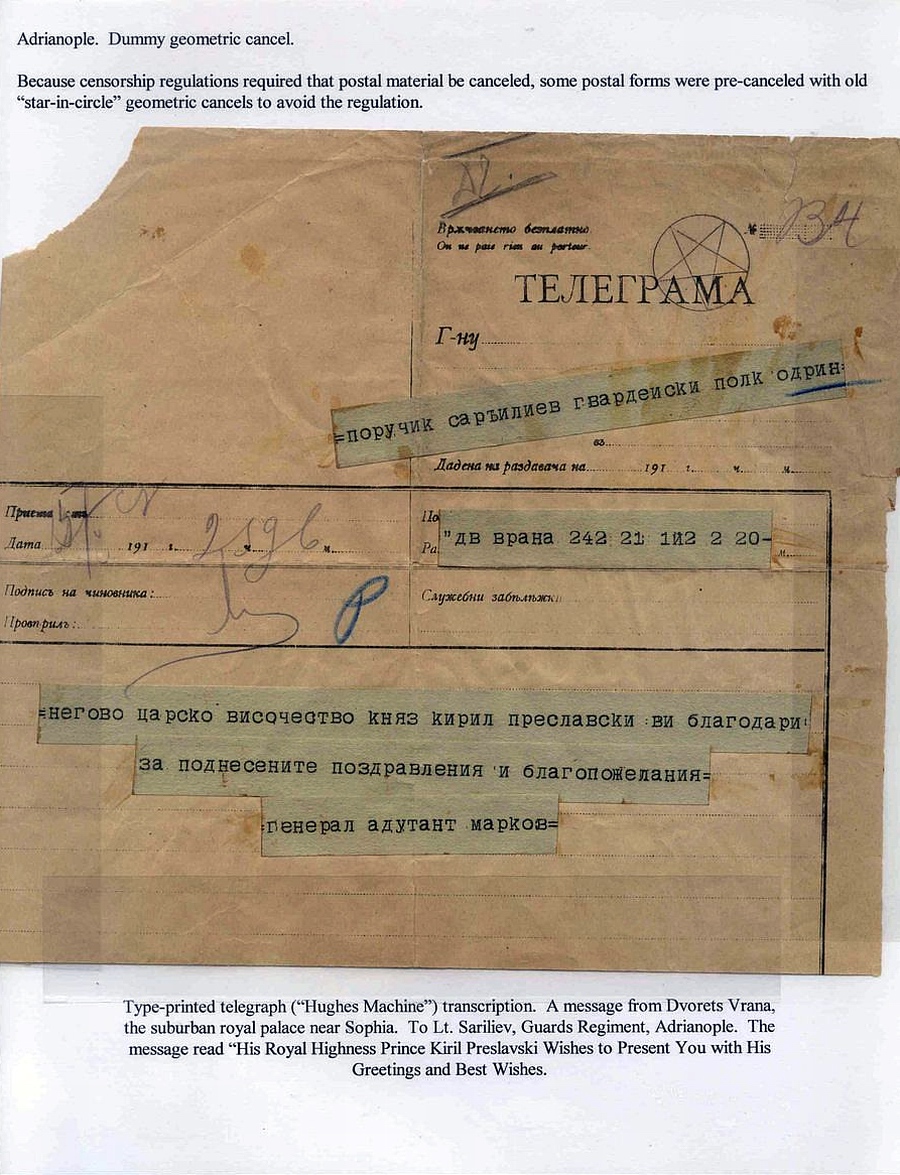 Adrianople. Dummy geometric cancel.
Because censorship regulations required that postal material be canceled, some postal forms were pre-canceled with old
“star-in-circle” geometric cancels to avoid the regulation.
Врѫчването безплатно.
On ne paie rien au porteur.
№ 234
ТЕЛЕГРАМА
Г-ну
=поручик саръилиев гвардейски полк одрин=
въ
Дадена на раздавача на 191 г. ч. м.
Приета
Дата 191 г. ч. м.
По
Ра
"дв врана 242 21 1й2 2 20-
м.
Подпись на чиновника:
Служебни забѣлѣжки
Провѣрилъ:
Р
=негово царско височество княз кирил преславски ви благодари
за поднесените поздравления и благопожелания=
генерал адутант марков=
Type-printed telegraph (“Hughes Machine”) transcription. A message from Dvorets Vrana,
the suburban royal palace near Sophia. To Lt. Sariliev, Guards Regiment, Adrianople. The
message read “His Royal Highness Prince Kiril Preslavski Wishes to Present You with His
Greetings and Best Wishes.